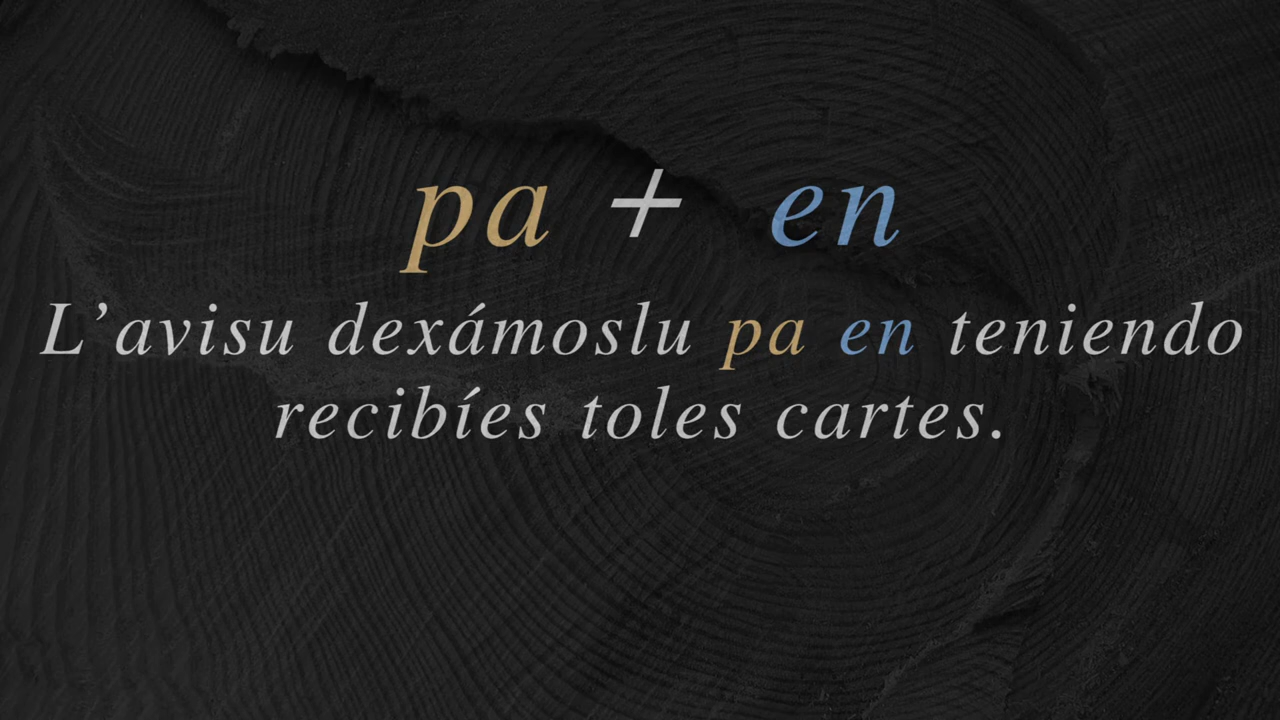 pa + en
L’avisu dexámoslu pa en teniendo
recibíes toles cartes.